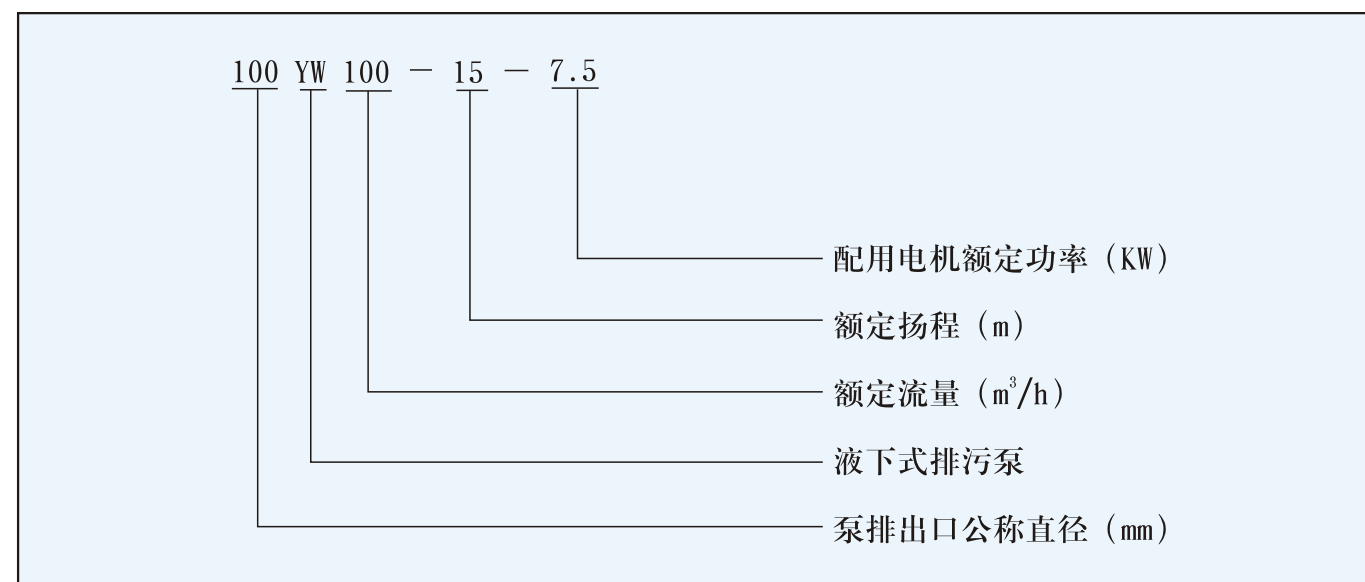 100 YW 100 — 15 — 7.5
配用电机额定功率（KW）
额定扬程（m）
额定流量（m³/h）
液下式排污泵
泵排出口公称直径（mm）